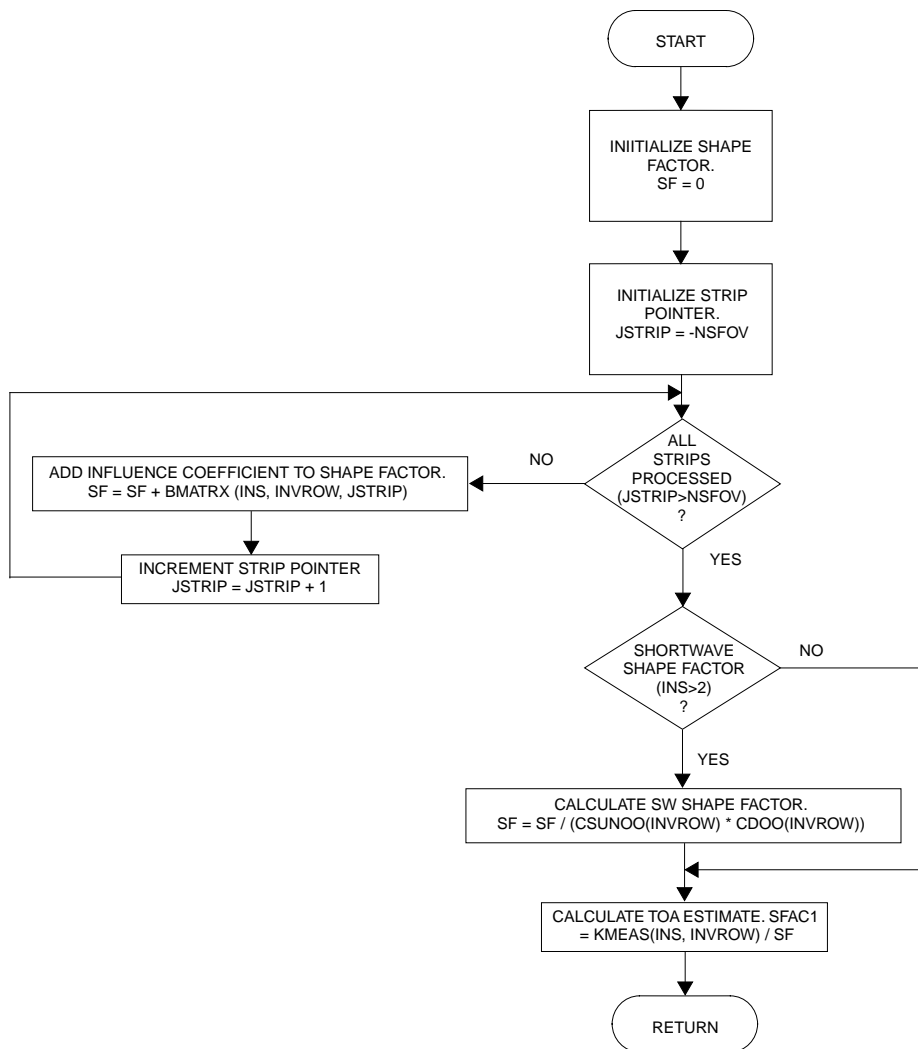 START
INIITIALIZE SHAPE
FACTOR.
SF = 0
INITIALIZE STRIP
POINTER.
JSTRIP = -NSFOV
ALL
STRIPS
PROCESSED
(JSTRIP>NSFOV)
?
NO
ADD INFLUENCE COEFFICIENT TO SHAPE FACTOR.
SF = SF + BMATRX (INS, INVROW, JSTRIP)
INCREMENT STRIP POINTER
JSTRIP = JSTRIP + 1
YES
SHORTWAVE
SHAPE FACTOR
(INS>2)
?
NO
YES
CALCULATE SW SHAPE FACTOR.
SF = SF / (CSUNOO(INVROW) * CDOO(INVROW))
CALCULATE TOA ESTIMATE. SFAC1
= KMEAS(INS, INVROW) / SF
RETURN